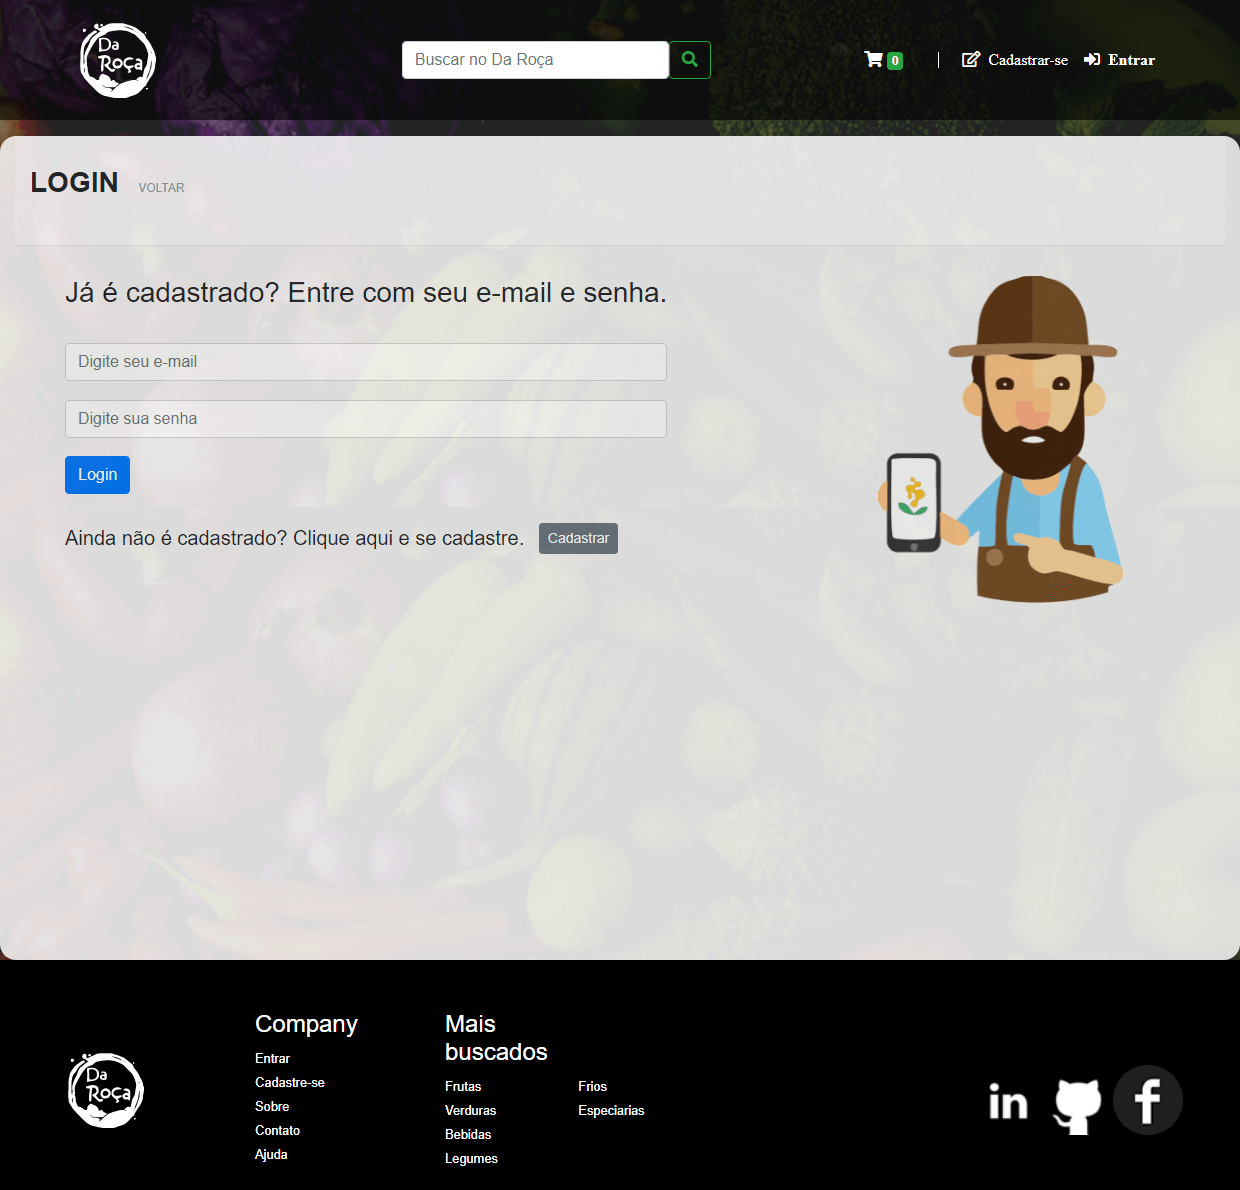 Da
Roça
Buscar no Da Roça
0
Cadastrar-se
Entrar
LOGIN
VOLTAR
Já é cadastrado? Entre com seu e-mail e senha.
Digite seu e-mail
Digite sua senha
Login
Ainda não é cadastrado? Clique aqui e se cadastre.
Cadastrar
Da
Roça
Company
Entrar
Cadastre-se
Sobre
Contato
Ajuda
Mais
buscados
Frutas
Verduras
Bebidas
Legumes
Frios
Especiarias
in
f